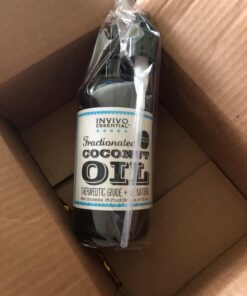 INVIVO
ESSENTIAL
Fractionated
COCONUT
OIL
THERAPEUTIC GRADE +